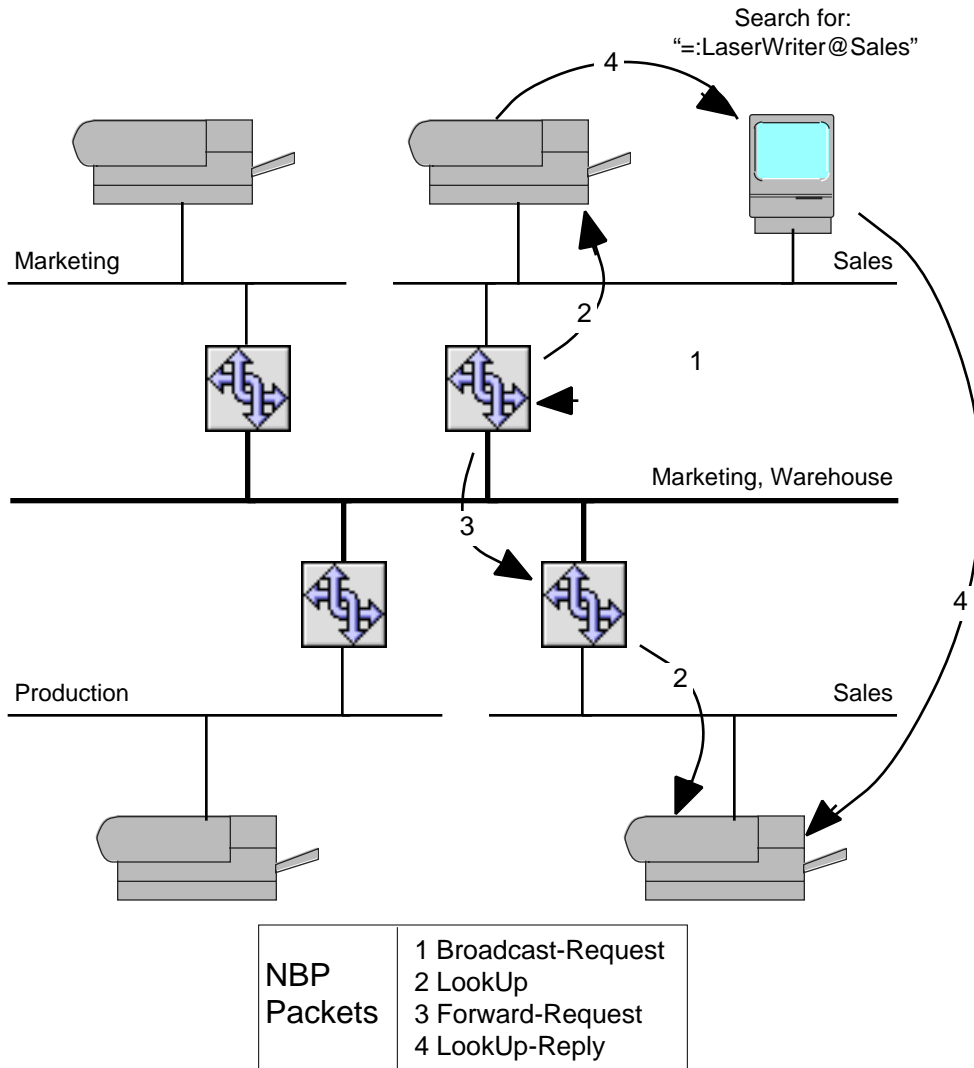 Search for:
“=:LaserWriter@Sales”
4
Marketing
Sales
2
1
Marketing, Warehouse
3
4
2
Production
Sales
NBP
Packets
1 Broadcast-Request
2 LookUp
3 Forward-Request
4 LookUp-Reply